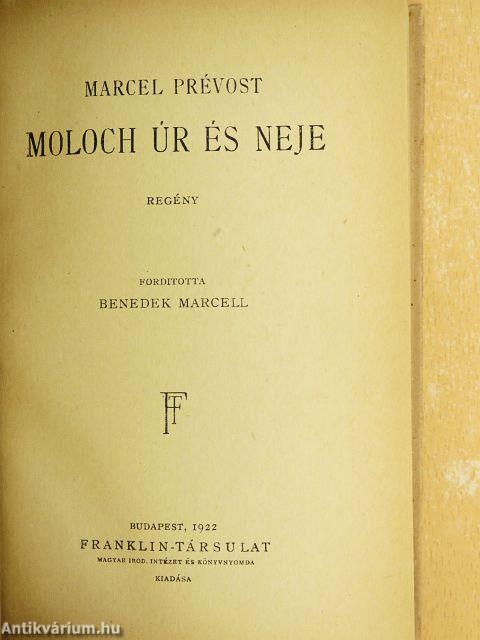 MARCEL PRÉVOST
MOLOCH ÚR ÉS NEJE
REGÉNY
FORDITOTTA
BENEDEK MARCELL
FT
BUDAPEST, 1922
FRANKLIN-TÁRSULAT
MAGYAR IROD. INTÉZET ÉS KÖNYVNYOMDA
KIADÁSA
Antikvárium.hu